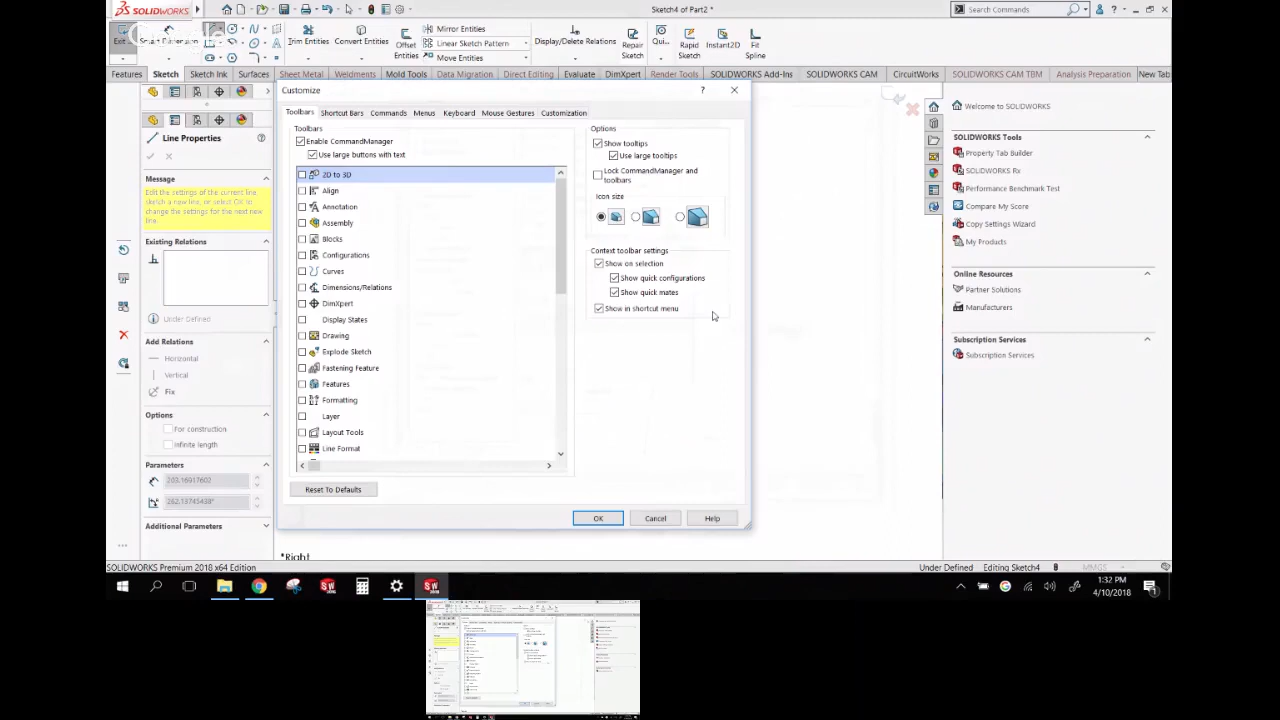 SOLIDWORKS
Sketch4 of Part2 *
Search Commands
Exit
Smart Dimension
Trim Entities
Convert Entities
Offset
Entities
Mirror Entities
Linear Sketch Pattern
Move Entities
Display/Delete Relations
Repair
Sketch
Qui...
Rapid
Sketch
Instant2D
Fit
Spline
Features
Sketch
Sketch Ink
Surfaces
Sheet Metal
Weldments
Mold Tools
Data Migration
Direct Editing
Evaluate
DimXpert
Render Tools
SOLIDWORKS Add-Ins
SOLIDWORKS CAM
CircuitWorks
SOLIDWORKS CAM TBM
Analysis Preparation
New Tab
Line Properties
Message
Edit the settings of the current line
sketch a new line, or select OK to
change the settings for the next new
line.
Existing Relations
Under Defined
Add Relations
Horizontal
Vertical
Fix
Options
For construction
Infinite length
Parameters
203.16917602
262.13745438°
Additional Parameters
Customize
Toolbars
Shortcut Bars
Commands
Menus
Keyboard
Mouse Gestures
Customization
Toolbars
Enable CommandManager
Use large buttons with text
2D to 3D
Align
Annotation
Assembly
Blocks
Configurations
Curves
Dimensions/Relations
DimXpert
Display States
Drawing
Explode Sketch
Fastening Feature
Features
Formatting
Layer
Layout Tools
Line Format
Reset To Defaults
Options
Show tooltips
Use large tooltips
Lock CommandManager and
toolbars
Icon size
Context toolbar settings
Show on selection
Show quick configurations
Show quick mates
Show in shortcut menu
OK
Cancel
Help
Welcome to SOLIDWORKS
SOLIDWORKS Tools
Property Tab Builder
SOLIDWORKS Rx
Performance Benchmark Test
Compare My Score
Copy Settings Wizard
My Products
Online Resources
Partner Solutions
Manufacturers
Subscription Services
Subscription Services
*Right
SOLIDWORKS Premium 2018 x64 Edition
Under Defined
Editing Sketch4
MMGS
1:32 PM
4/10/2018